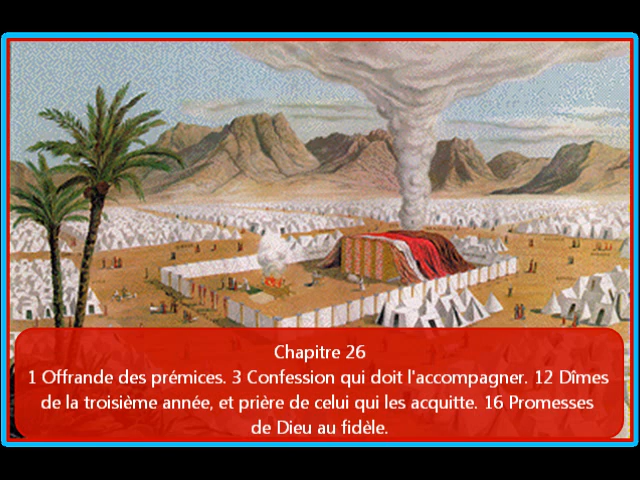 Chapitre 26
1 Offrande des prémices. 3 Confession qui doit l'accompagner. 12 Dîmes
de la troisième année, et prière de celui qui les acquitte. 16 Promesses
de Dieu au fidèle.